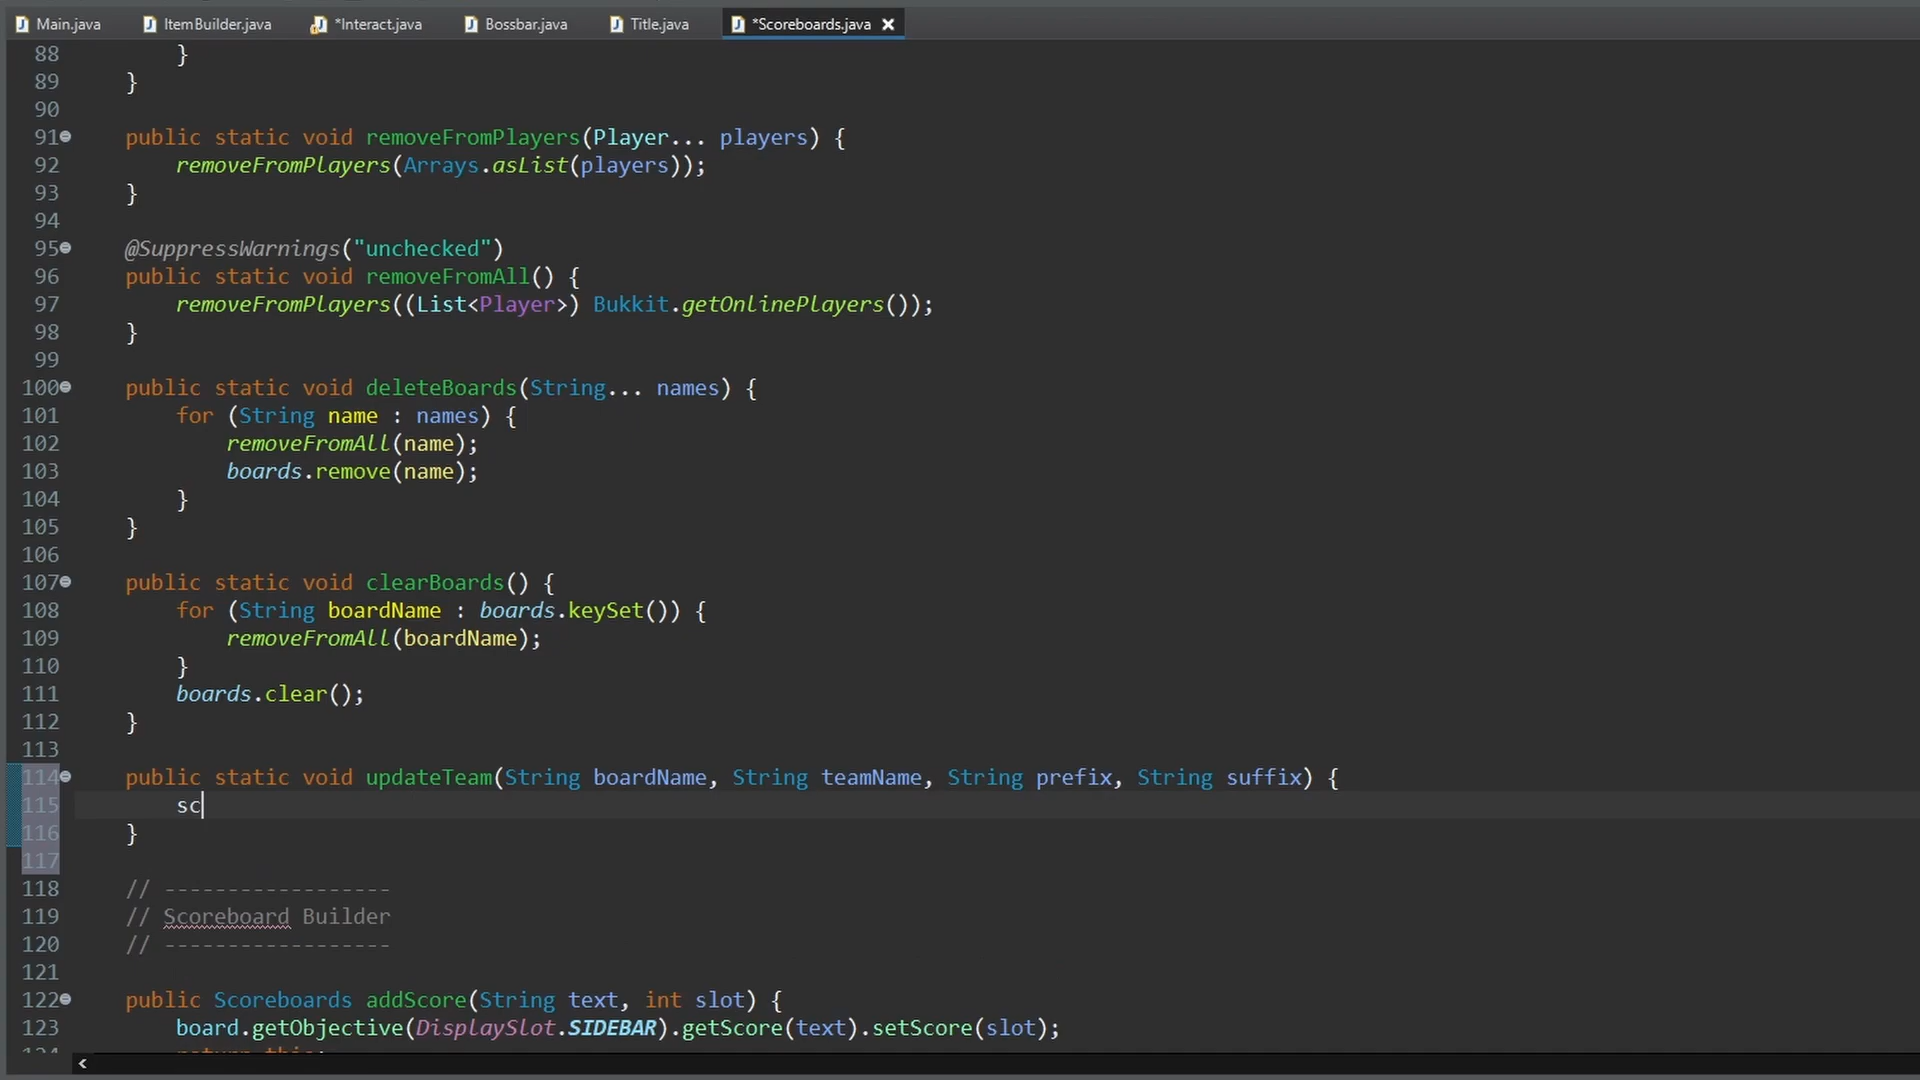 Main.java ItemBuilder.java *Interact.java Bossbar.java Title.java *Scoreboards.java
88 }
89 }
90
91 public static void removeFromPlayers(Player... players) {
92 removeFromPlayers(Arrays.asList(players));
93 }
94
95 @SuppressWarnings("unchecked")
96 public static void removeFromAll() {
97 removeFromPlayers((List<Player>) Bukkit.getOnlinePlayers());
98 }
99
100 public static void deleteBoards(String... names) {
101 for (String name : names) {
102 removeFromAll(name);
103 boards.remove(name);
104 }
105 }
106
107 public static void clearBoards() {
108 for (String boardName : boards.keySet()) {
109 removeFromAll(boardName);
110 }
111 boards.clear();
112 }
113
114 public static void updateTeam(String boardName, String teamName, String prefix, String suffix) {
115 sc
116 }
117
118 // ------------------
119 // Scoreboard Builder
120 // ------------------
121
122 public Scoreboards addScore(String text, int slot) {
123 board.getObjective(DisplaySlot.SIDEBAR).getScore(text).setScore(slot);
124 return this;